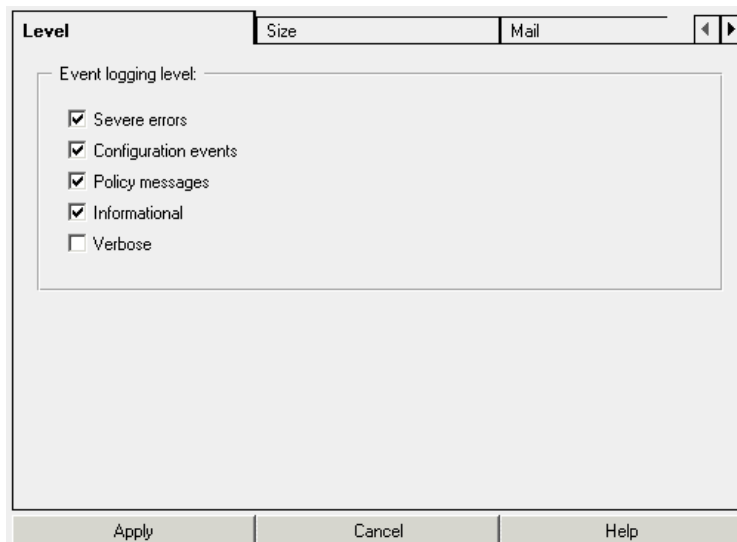 Level Size Mail
Event logging level:
Severe errors
Configuration events
Policy messages
Informational
Verbose
Apply Cancel Help